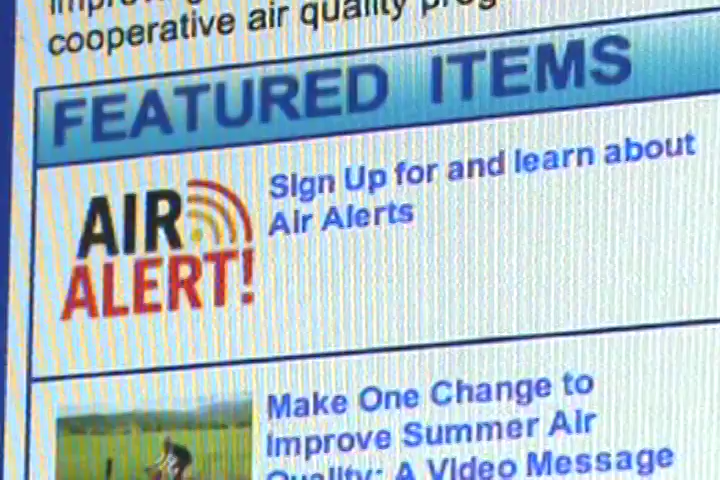 cooperative air quality
FEATURED ITEMS
AIR
ALERT!
Sign Up for and learn about
Air Alerts
Make One Change to
Improve Summer Air
Quality: A Video Message